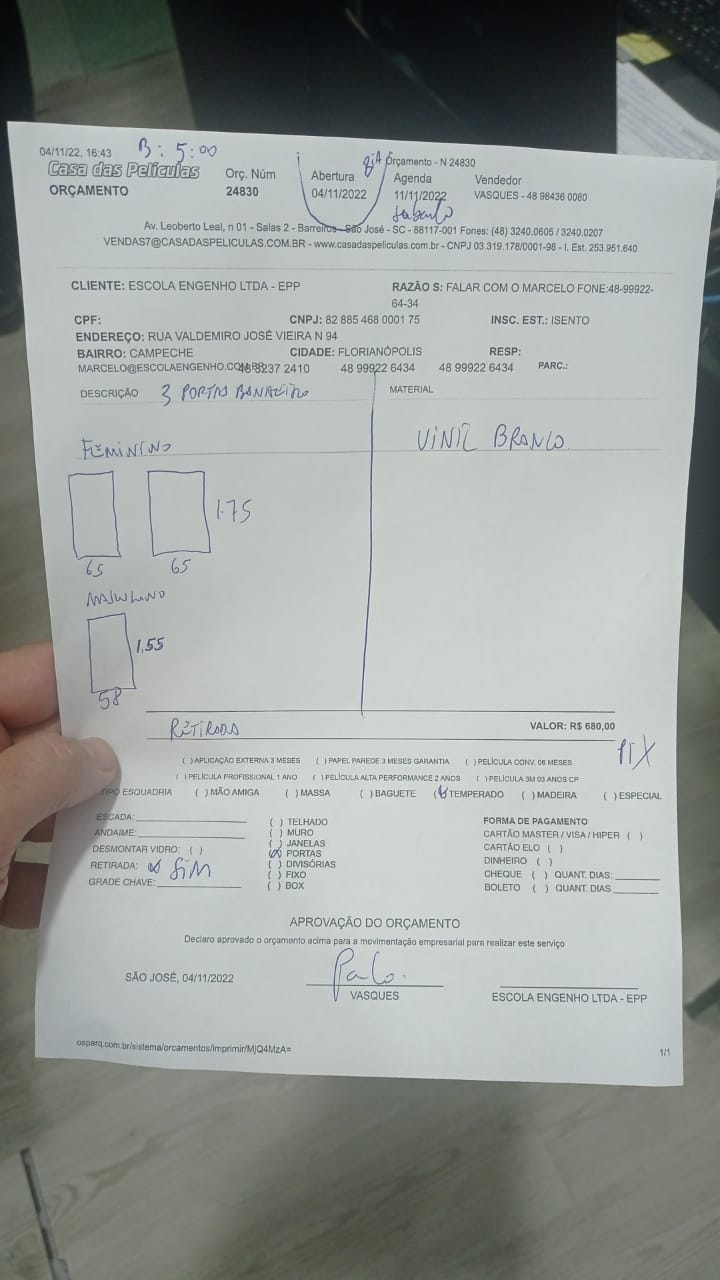 04/11/22, 16:43
B: 5:00
Orçamento - N 24830
Casa das Películas
ORÇAMENTO
Orç. Núm
24830
Abertura
04/11/2022
Agenda
11/11/2022
Vendedor
VASQUES - 48 98436 0080
Av. Leoberto Leal, n 01 - Salas 2 - Barreiros - São José - SC - 88117-001 Fones: (48) 3240.0605 / 3240.0207
VENDAS7@CASADASPELICULAS.COM.BR - www.casadaspeliculas.com.br - CNPJ 03.319.178/0001-98 - I. Est. 253.951.640
CLIENTE: ESCOLA ENGENHO LTDA - EPP
RAZÃO S: FALAR COM O MARCELO FONE:48-99922-
64-34
CPF:
CNPJ: 82 885 468 0001 75
INSC. EST.: ISENTO
ENDEREÇO: RUA VALDEMIRO JOSÉ VIEIRA N 94
BAIRRO: CAMPECHE
CIDADE: FLORIANÓPOLIS
RESP:
MARCELO@ESCOLAENGENHO.COM.BR
48 3237 2410
48 99922 6434
48 99922 6434
PARC.:
DESCRIÇÃO
3 PORTAS BANHEIRO
MATERIAL
FEMININO
VINIL BRANCO
1.75
65
65
MASCULINO
1,55
58
RETIRADA
VALOR: R$ 680,00
PIX
( ) APLICAÇÃO EXTERNA 3 MESES ( ) PAPEL PAREDE 3 MESES GARANTIA ( ) PELÍCULA CONV. 06 MESES
( ) PELÍCULA PROFISSIONAL 1 ANO ( ) PELÍCULA ALTA PERFORMANCE 2 ANOS ( ) PELÍCULA 3M 03 ANOS CP
TIPO ESQUADRIA ( ) MÃO AMIGA ( ) MASSA ( ) BAGUETE (x) TEMPERADO ( ) MADEIRA ( ) ESPECIAL
ESCADA:
ANDAIME:
DESMONTAR VIDRO: ( )
RETIRADA: (x) SIM
GRADE CHAVE:
( ) TELHADO
( ) MURO
( ) JANELAS
(x) PORTAS
( ) DIVISÓRIAS
( ) FIXO
( ) BOX
FORMA DE PAGAMENTO
CARTÃO MASTER / VISA / HIPER ( )
CARTÃO ELO ( )
DINHEIRO ( )
CHEQUE ( ) QUANT. DIAS:
BOLETO ( ) QUANT. DIAS
APROVAÇÃO DO ORÇAMENTO
Declaro aprovado o orçamento acima para a movimentação empresarial para realizar este serviço
SÃO JOSÉ, 04/11/2022
VASQUES
ESCOLA ENGENHO LTDA - EPP
osparq.com.br/sistema/orcamentos/imprimir/MjQ4MzA=
1/1